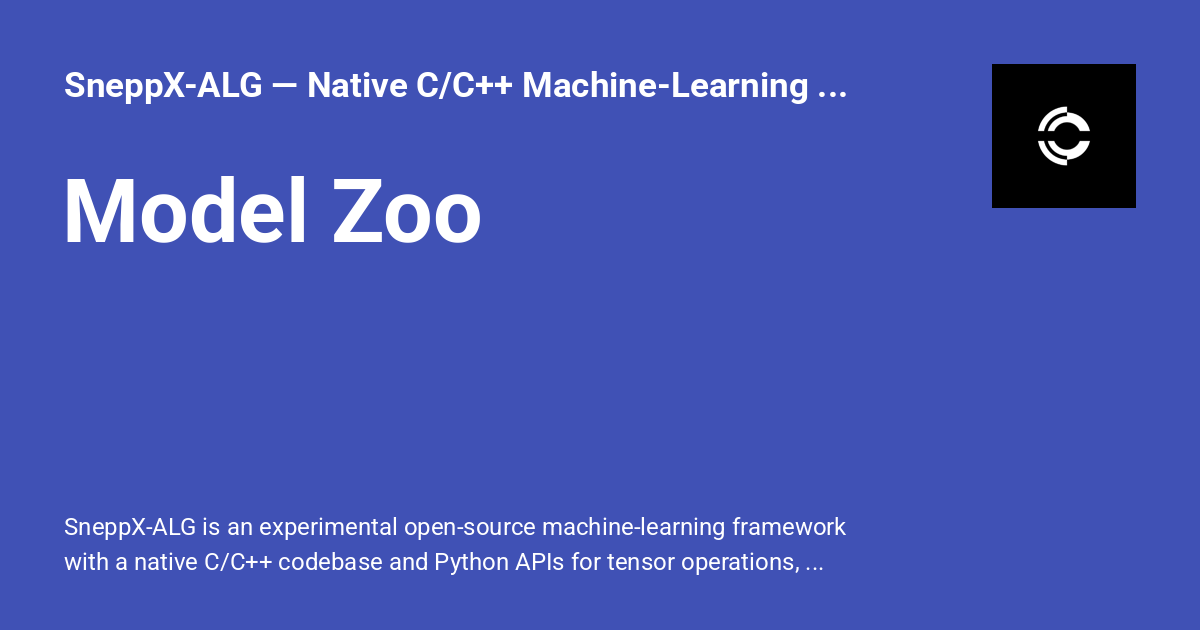 SneppX-ALG — Native C/C++ Machine-Learning ...
Model Zoo
SneppX-ALG is an experimental open-source machine-learning framework
with a native C/C++ codebase and Python APIs for tensor operations, ...